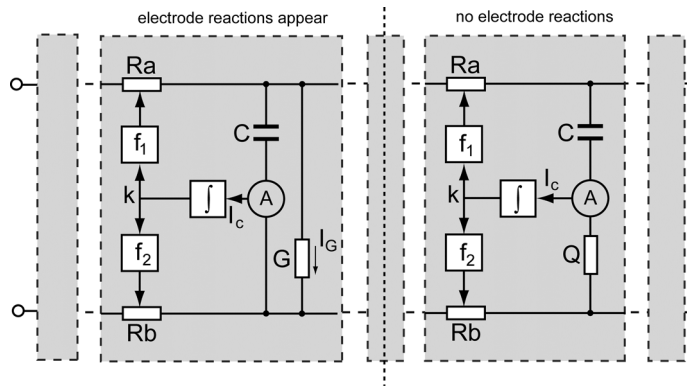 electrode reactions appear
no electrode reactions
Ra
Ra
C
C
f1
f1
k
∫
Ic
A
k
∫
Ic
A
f2
G
IG
f2
Q
Rb
Rb